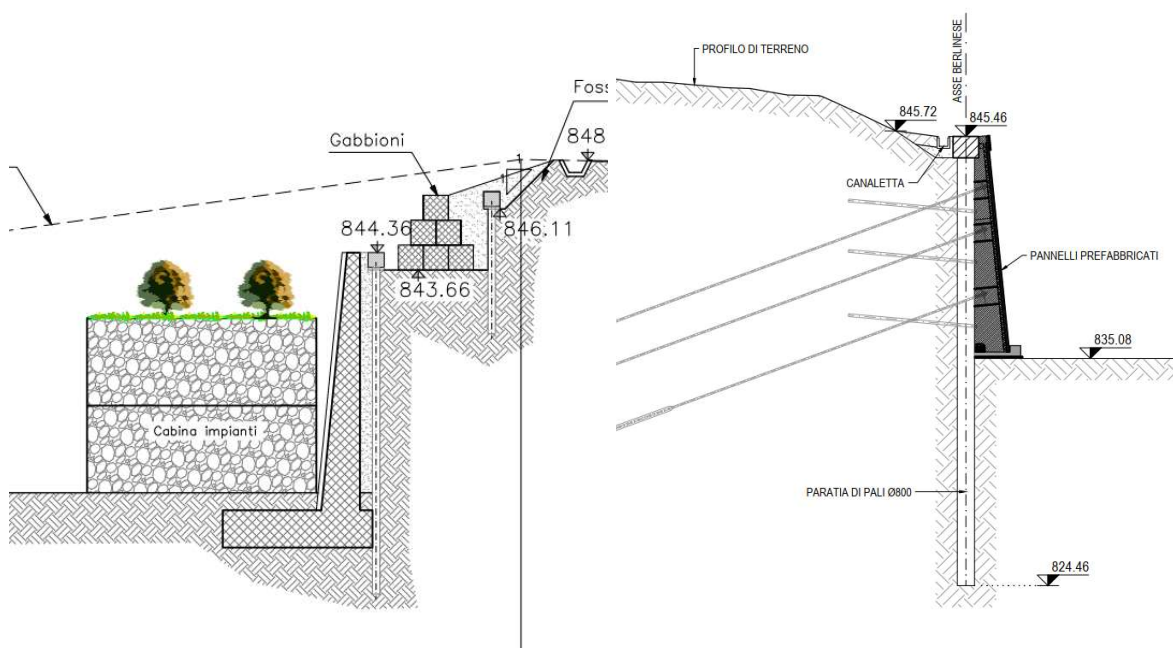 Foss
848
Gabbioni
844.36
846.11
843.66
Cabina impianti
PROFILO DI TERRENO
ASSE BERLINESE
845.72
845.46
CANALETTA
PANNELLI PREFABBRICATI
835.08
PARATIA DI PALI Ø800
824.46